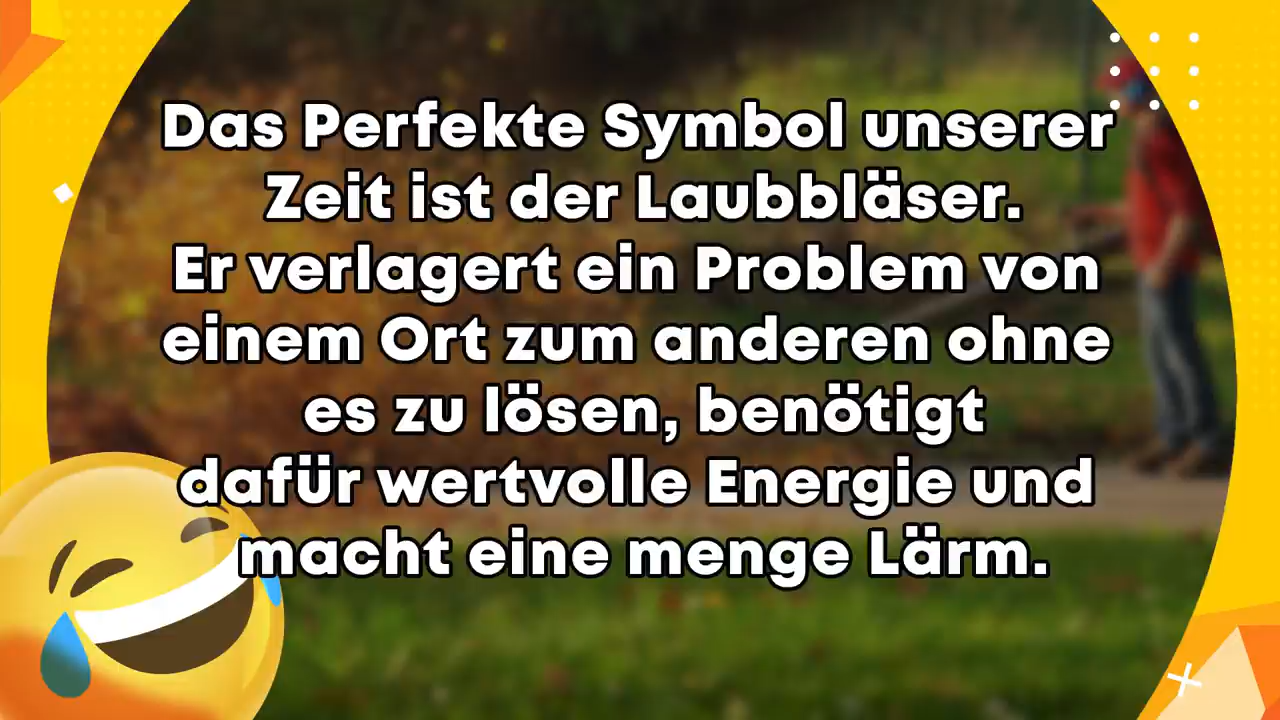 Das Perfekte Symbol unserer
Zeit ist der Laubbläser.
Er verlagert ein Problem von
einem Ort zum anderen ohne
es zu lösen, benötigt
dafür wertvolle Energie und
macht eine menge Lärm.